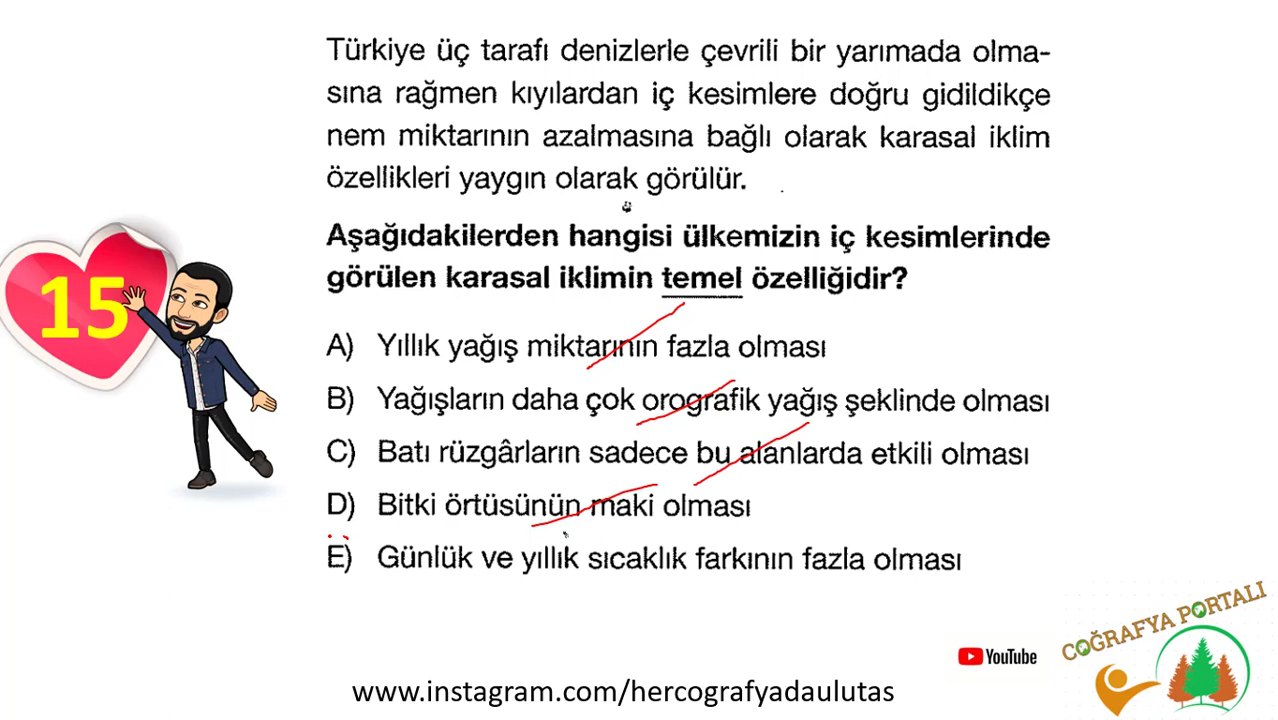 Türkiye üç tarafı denizlerle çevrili bir yarımada olma-
sına rağmen kıyılardan iç kesimlere doğru gidildikçe
nem miktarının azalmasına bağlı olarak karasal iklim
özellikleri yaygın olarak görülür.
Aşağıdakilerden hangisi ülkemizin iç kesimlerinde
görülen karasal iklimin temel özelliğidir?
15
A) Yıllık yağış miktarının fazla olması
B) Yağışların daha çok orografik yağış şeklinde olması
C) Batı rüzgârların sadece bu alanlarda etkili olması
D) Bitki örtüsünün maki olması
E) Günlük ve yıllık sıcaklık farkının fazla olması
COĞRAFYA PORTALI
YouTube
www.instagram.com/hercografyadaulutas